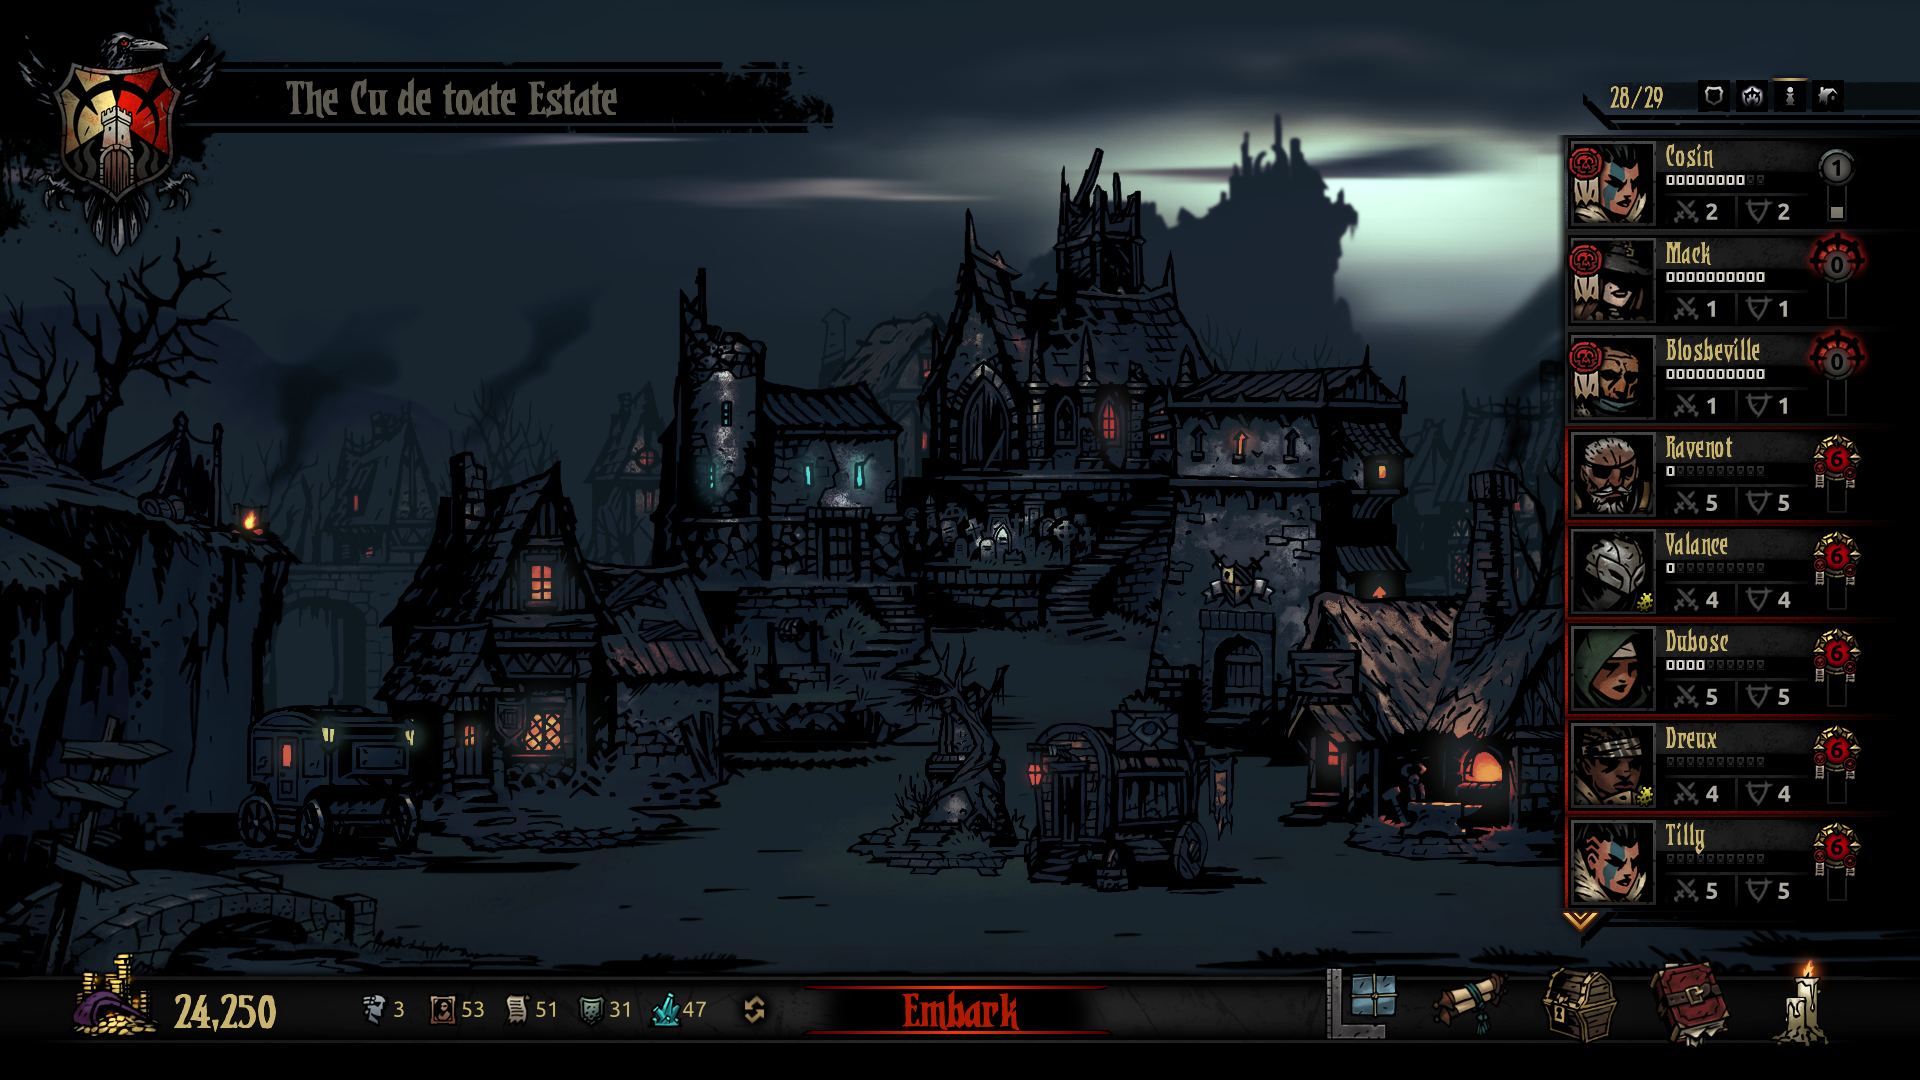 The Cu de toate Estate
28/29
Cosin
1
2 2
Mack
0
1 1
Blosbeville
0
1 1
Ravenot
6
5 5
Valance
6
4 4
Dubosc
6
5 5
Dreux
6
4 4
Tilly
6
5 5
24,250
3 53 51 31 47
Embark